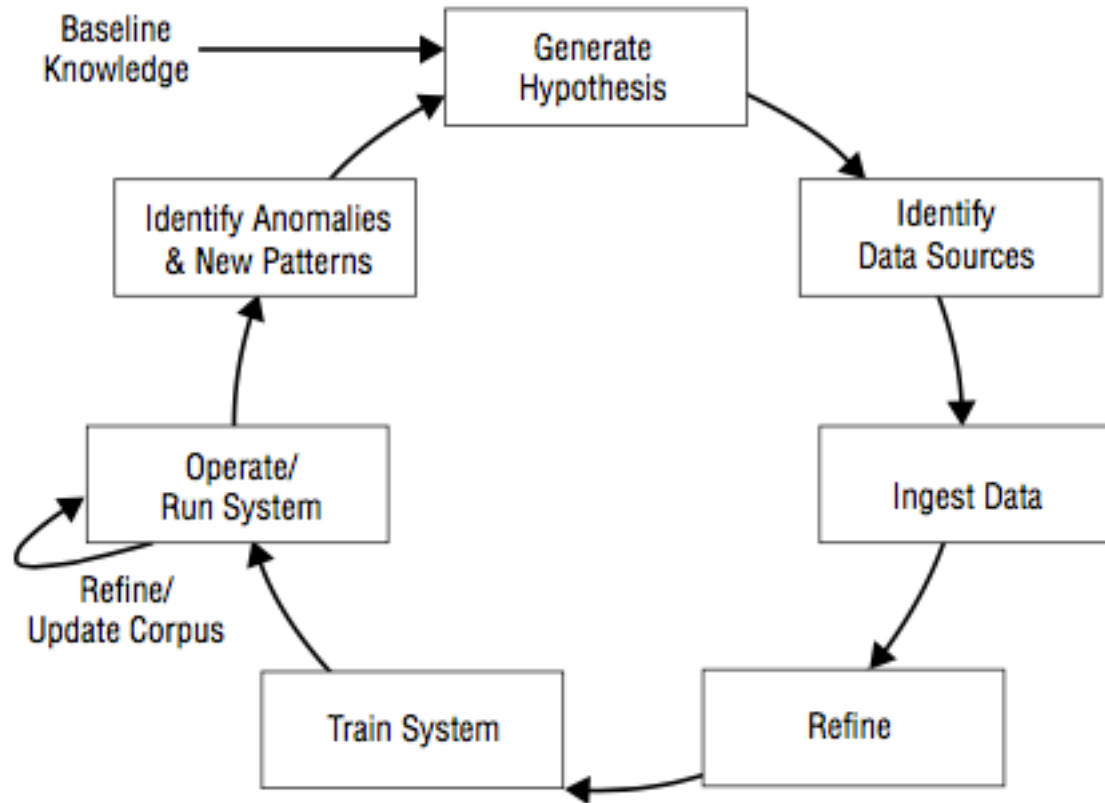 Baseline
Knowledge
Generate
Hypothesis
Identify
Data Sources
Ingest Data
Refine
Train System
Operate/
Run System
Refine/
Update Corpus
Identify Anomalies
& New Patterns